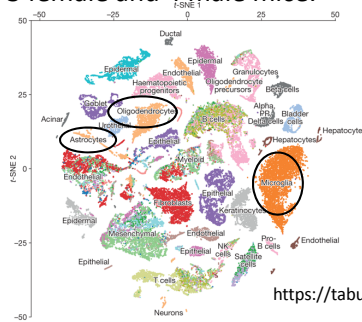 3 female and 4 male mice.
t-SNE 1
-50 -25 0 25 50
50
25
0
-25
-50
t-SNE 2
Ductal
Epidermal
Epidermal
Endothelial
Granulocytes
Haematopoietic
progenitors
Oligodendrocyte
precursors
Beta cells
Goblet
Oligodendrocytes
B cells
Alpha,
PP,
Delta cells
Bladder
cells
Acinar
Urothelial
Astrocytes
Epithelial
Hepatocytes
Hepatocytes
Endothelial
Myeloid
Microglia
Fibroblasts
Epithelial
Keratinocytes
Epidermal
Mesenchymal
Endothelial
Pro-
B cells
Endothelial
Epithelial
Epithelial
NK
cells
Satellite
cells
T cells
Neurons
https://tabu